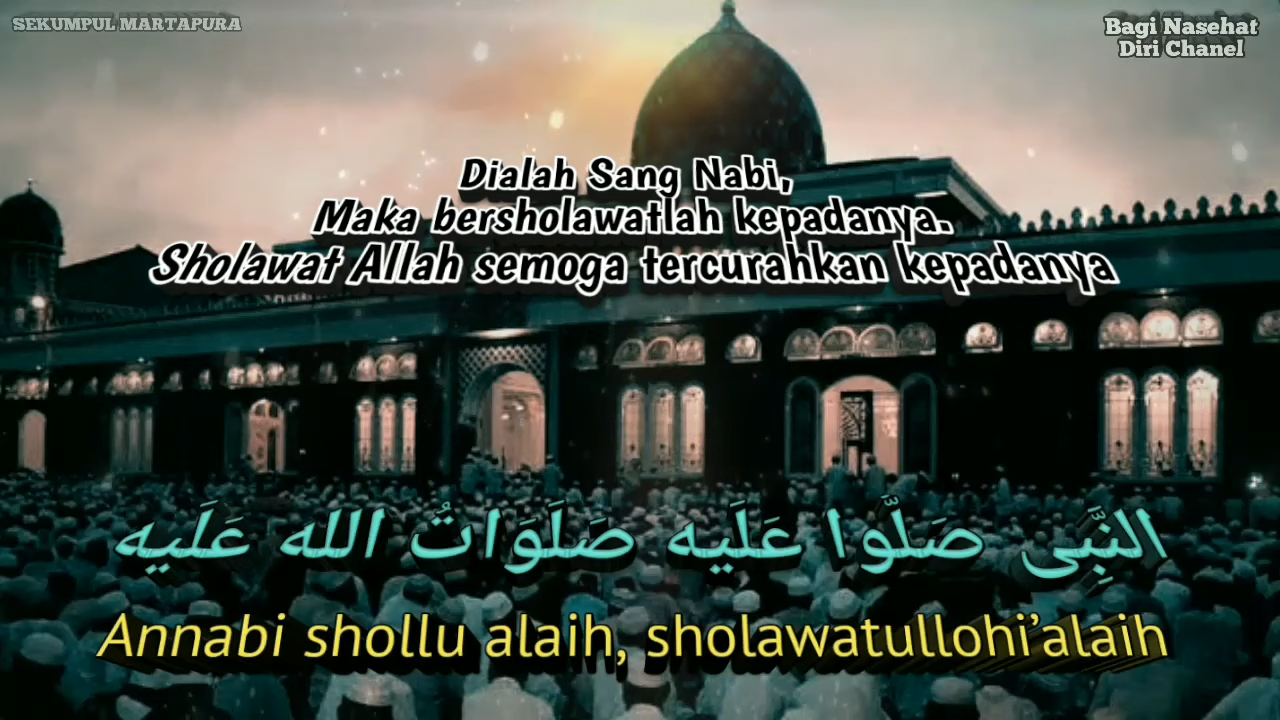 SEKUMPUL MARTAPURA
Bagi Nasehat
Diri Chanel
Dialah Sang Nabi,
Maka bersholawatlah kepadanya.
Sholawat Allah semoga tercurahkan kepadanya
النَّبِى صَلُّوا عَلَيه صَلَوَاتُ الله عَلَيه
Annabi shollu alaih, sholawatullohi’alaih